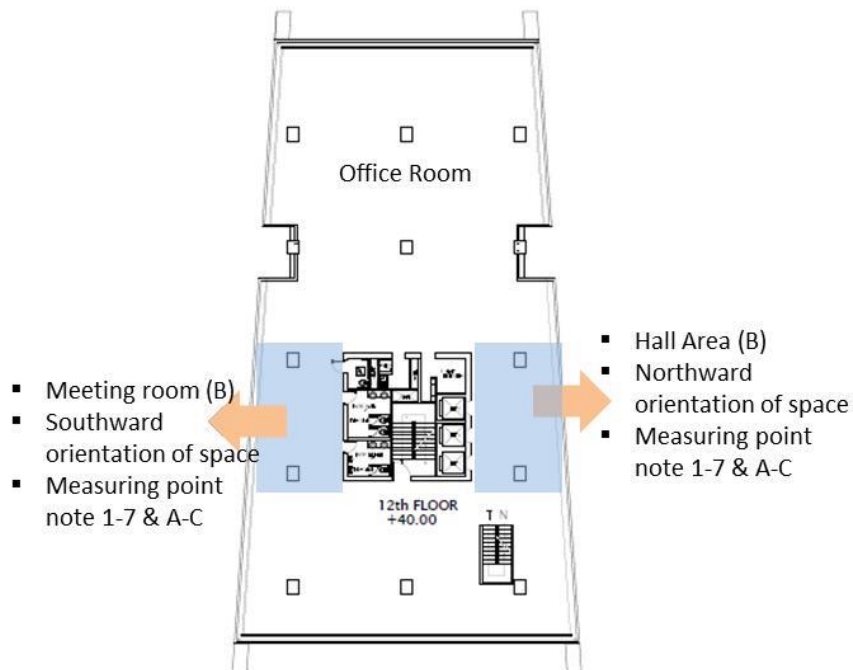 Office Room
▪ Hall Area (B)
▪ Northward
orientation of space
▪ Measuring point
note 1-7 & A-C
▪ Meeting room (B)
▪ Southward
orientation of space
▪ Measuring point
note 1-7 & A-C
12th FLOOR
+40.00
T N